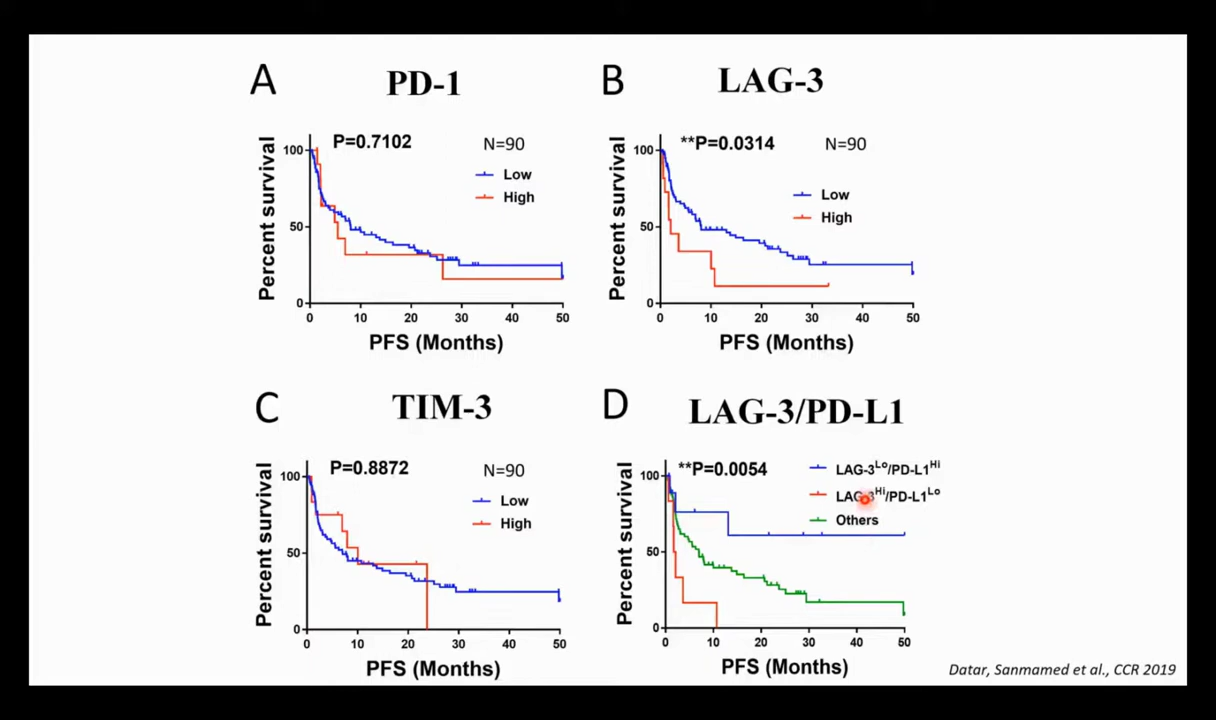 A
PD-1
P=0.7102
N=90
Low
High
Percent survival
100
50
0
0 10 20 30 40 50
PFS (Months)
B
LAG-3
**P=0.0314
N=90
Low
High
Percent survival
100
50
0
0 10 20 30 40 50
PFS (Months)
C
TIM-3
P=0.8872
N=90
Low
High
Percent survival
100
50
0
0 10 20 30 40 50
PFS (Months)
D
LAG-3/PD-L1
**P=0.0054
LAG-3Lo/PD-L1Hi
LAG-3Hi/PD-L1Lo
Others
Percent survival
100
50
0
0 10 20 30 40 50
PFS (Months)
Datar, Sanmamed et al., CCR 2019